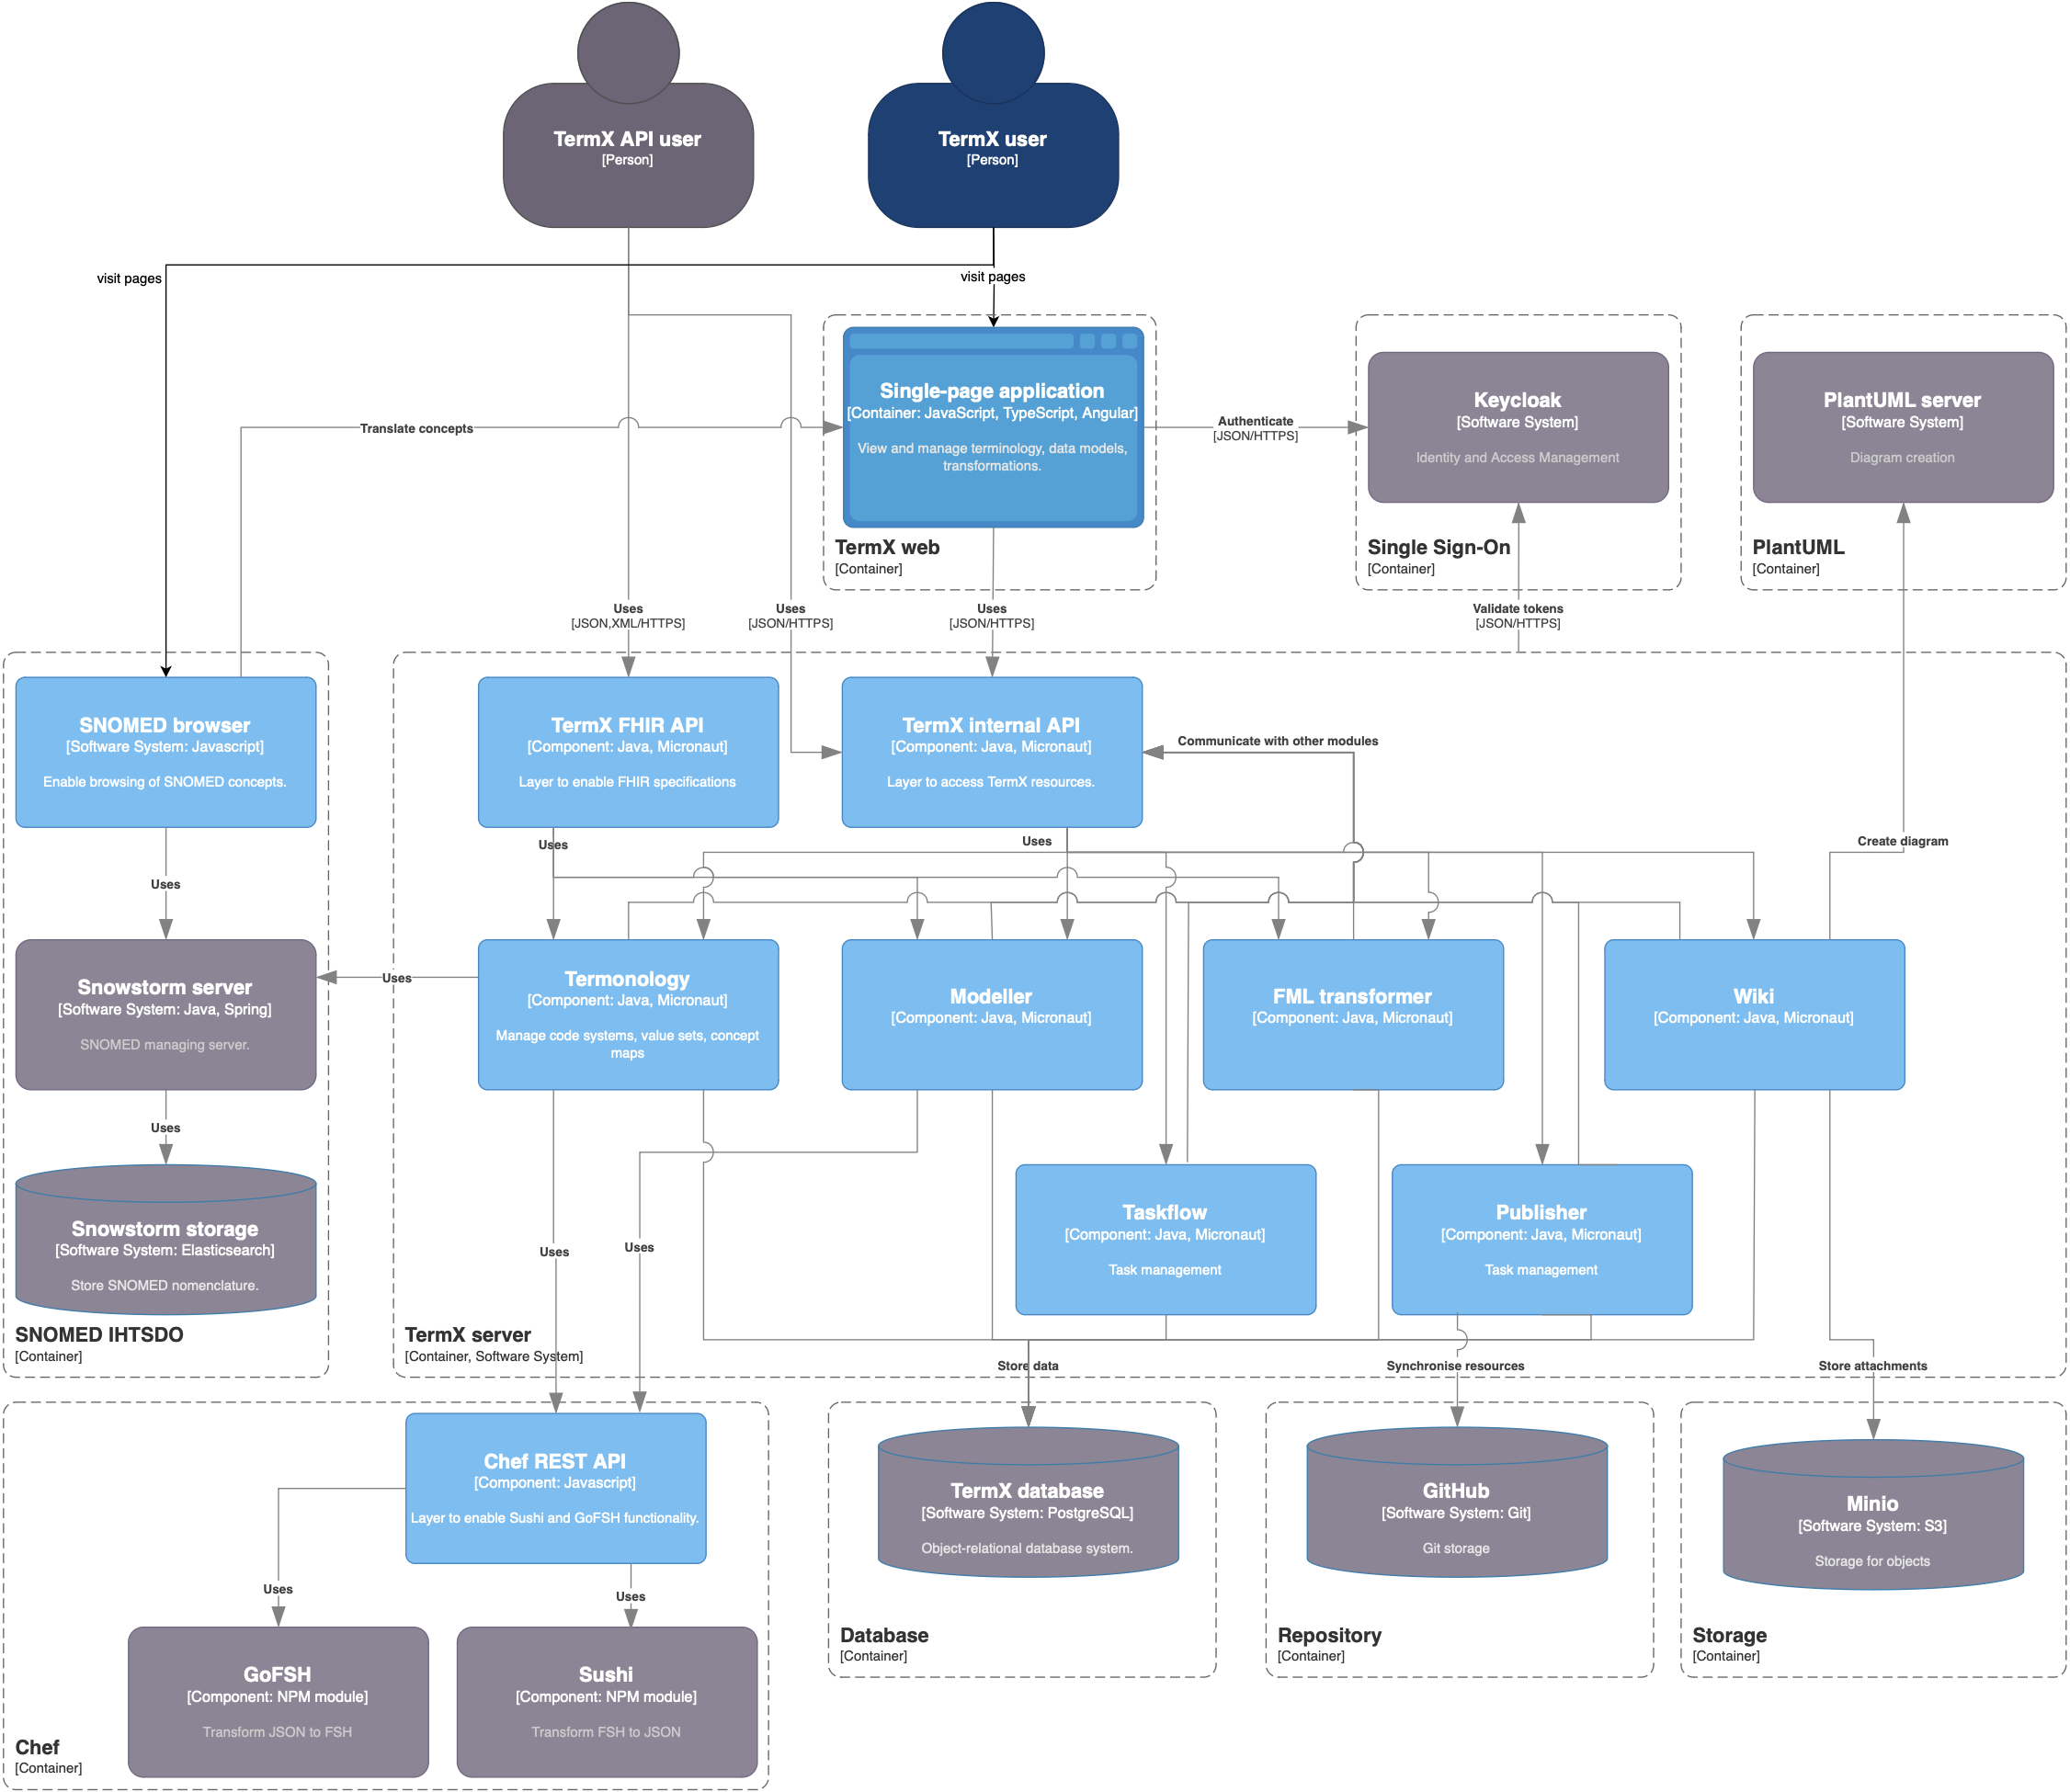 TermX API user
[Person]
TermX user
[Person]
visit pages
visit pages
Single-page application
[Container: JavaScript, TypeScript, Angular]
View and manage terminology, data models,
transformations.
TermX web
[Container]
Translate concepts
Authenticate
[JSON/HTTPS]
Keycloak
[Software System]
Identity and Access Management
Single Sign-On
[Container]
PlantUML server
[Software System]
Diagram creation
PlantUML
[Container]
Uses
[JSON,XML/HTTPS]
Uses
[JSON/HTTPS]
Uses
[JSON/HTTPS]
Validate tokens
[JSON/HTTPS]
SNOMED browser
[Software System: Javascript]
Enable browsing of SNOMED concepts.
TermX FHIR API
[Component: Java, Micronaut]
Layer to enable FHIR specifications
TermX internal API
[Component: Java, Micronaut]
Layer to access TermX resources.
Communicate with other modules
Uses
Uses
Create diagram
Uses
Snowstorm server
[Software System: Java, Spring]
SNOMED managing server.
Uses
Termonology
[Component: Java, Micronaut]
Manage code systems, value sets, concept
maps
Modeller
[Component: Java, Micronaut]
FML transformer
[Component: Java, Micronaut]
Wiki
[Component: Java, Micronaut]
Uses
Snowstorm storage
[Software System: Elasticsearch]
Store SNOMED nomenclature.
SNOMED IHTSDO
[Container]
Uses
Uses
Taskflow
[Component: Java, Micronaut]
Task management
Publisher
[Component: Java, Micronaut]
Task management
TermX server
[Container, Software System]
Store data
Synchronise resources
Store attachments
Chef REST API
[Component: Javascript]
Layer to enable Sushi and GoFSH functionality.
Uses
Uses
GoFSH
[Component: NPM module]
Transform JSON to FSH
Sushi
[Component: NPM module]
Transform FSH to JSON
Chef
[Container]
TermX database
[Software System: PostgreSQL]
Object-relational database system.
Database
[Container]
GitHub
[Software System: Git]
Git storage
Repository
[Container]
Minio
[Software System: S3]
Storage for objects
Storage
[Container]